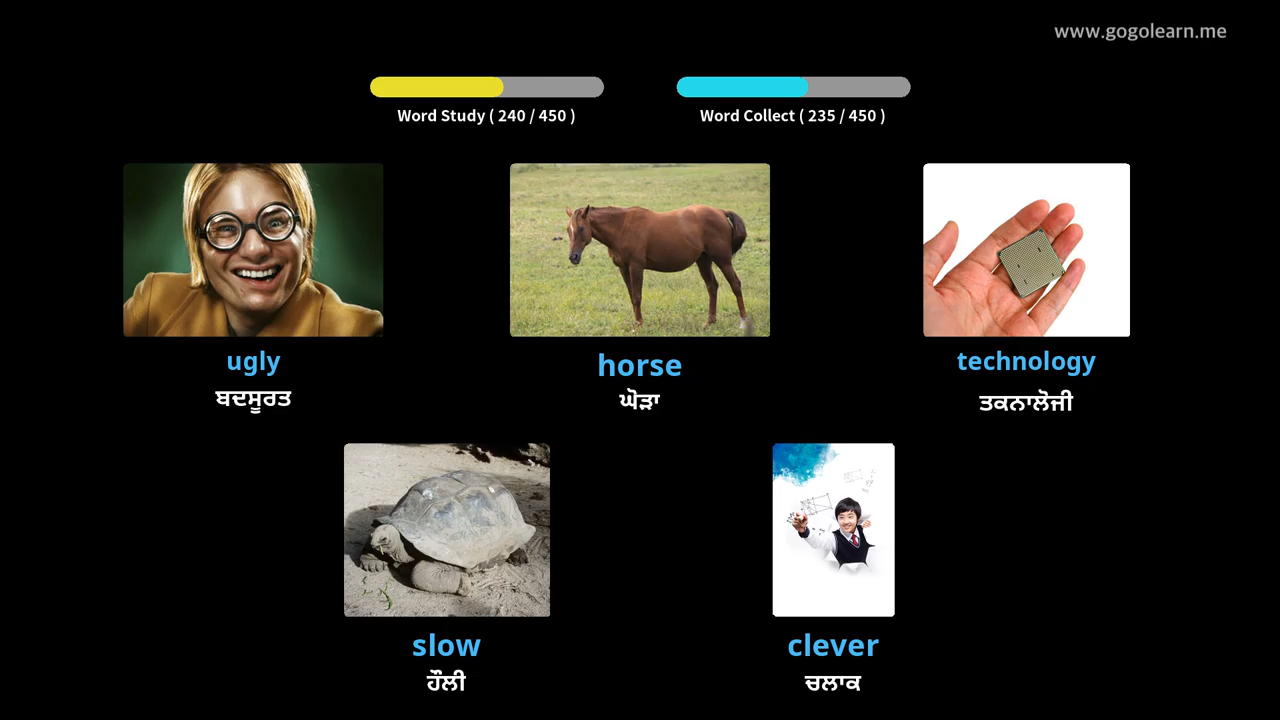 www.gogolearn.me
Word Study ( 240 / 450 )
Word Collect ( 235 / 450 )
ugly
ਬਦਸੂਰਤ
horse
ਘੋੜਾ
technology
ਤਕਨਾਲੋਜੀ
slow
ਹੌਲੀ
clever
ਚਲਾਕ